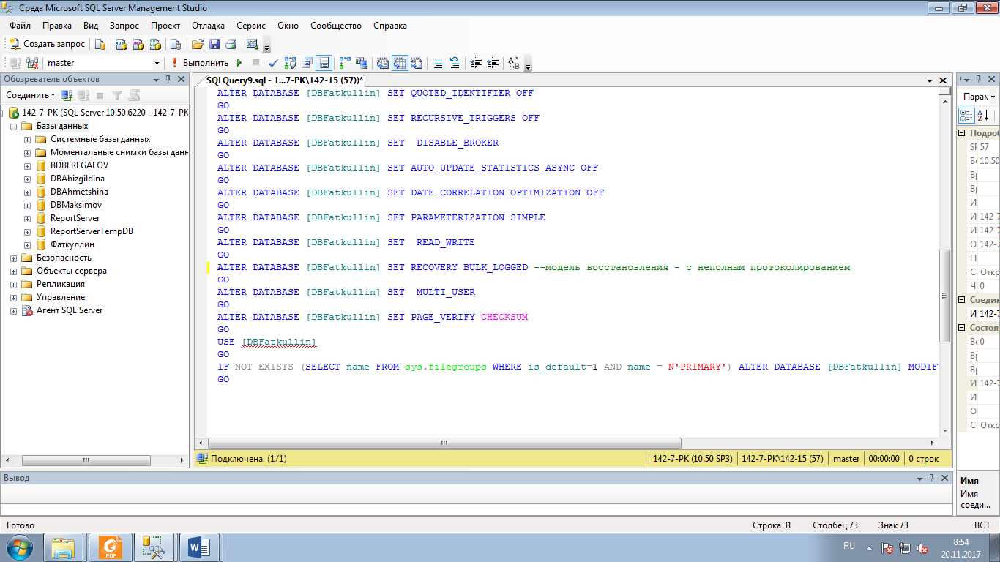 Среда Microsoft SQL Server Management Studio
Файл Правка Вид Запрос Проект Отладка Сервис Окно Сообщество Справка
Создать запрос
master Выполнить
Обозреватель объектов
Соединить
142-7-PK (SQL Server 10.50.6220 - 142-7-PK
Базы данных
Системные базы данных
Моментальные снимки базы данн
BDBEREGALOV
DBAbizgildina
DBAhmetshina
DBMaksimov
ReportServer
ReportServerTempDB
Фаткуллин
Безопасность
Объекты сервера
Репликация
Управление
Агент SQL Server
SQLQuery9.sql - 1...7-PK\142-15 (57))*
ALTER DATABASE [DBFatkullin] SET QUOTED_IDENTIFIER OFF
GO
ALTER DATABASE [DBFatkullin] SET RECURSIVE_TRIGGERS OFF
GO
ALTER DATABASE [DBFatkullin] SET  DISABLE_BROKER
GO
ALTER DATABASE [DBFatkullin] SET AUTO_UPDATE_STATISTICS_ASYNC OFF
GO
ALTER DATABASE [DBFatkullin] SET DATE_CORRELATION_OPTIMIZATION OFF
GO
ALTER DATABASE [DBFatkullin] SET PARAMETERIZATION SIMPLE
GO
ALTER DATABASE [DBFatkullin] SET  READ_WRITE
GO
ALTER DATABASE [DBFatkullin] SET RECOVERY BULK_LOGGED --модель восстановления - с неполным протоколированием
GO
ALTER DATABASE [DBFatkullin] SET  MULTI_USER
GO
ALTER DATABASE [DBFatkullin] SET PAGE_VERIFY CHECKSUM
GO
USE [DBFatkullin]
GO
IF NOT EXISTS (SELECT name FROM sys.filegroups WHERE is_default=1 AND name = N'PRIMARY') ALTER DATABASE [DBFatkullin] MODIF
GO
Подключена. (1/1) 142-7-PK (10.50 SP3) 142-7-PK\142-15 (57) master 00:00:00 0 строк
Парам
Подроб
SF 57
Ве 10.50
Вр
Вр
И
И 142-7
И 142-7
О 142-7
П
С Откр
Ч 0
Соедин
И 142-7
Состоя
Ве 0
Вр
Вр
И 142-7
И
О
С Откр
Имя
Имя
соеди...
Вывод
Готово Строка 31 Столбец 73 Знак 73 ВСТ
PDF
RU
8:54
20.11.2017